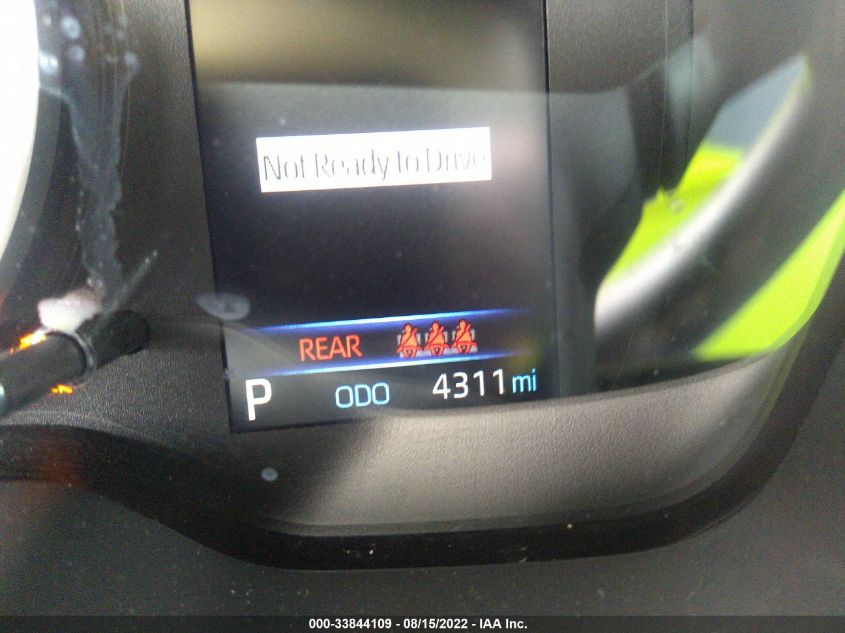 Not Ready to Drive
REAR
P ODO 4311 mi
000-33844109 - 08/15/2022 - IAA Inc.